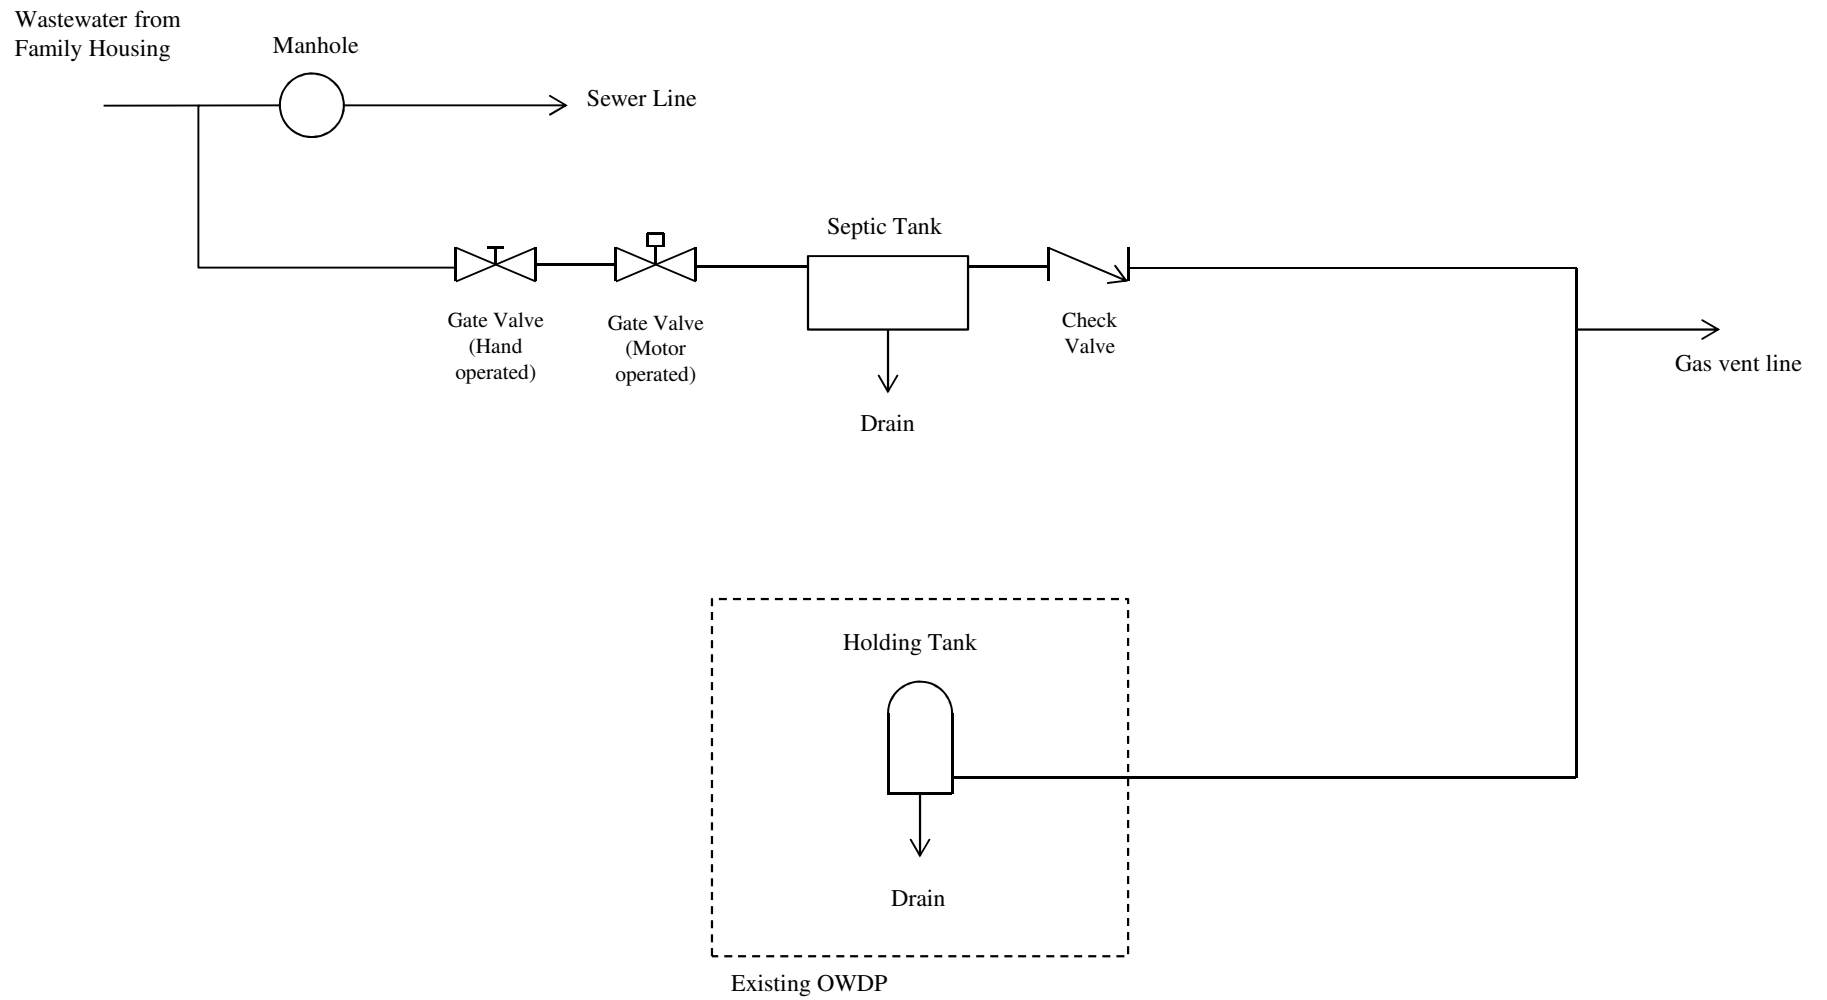 Wastewater from
Family Housing
Manhole
Sewer Line
Septic Tank
Gate Valve
(Hand
operated)
Gate Valve
(Motor
operated)
Check
Valve
Gas vent line
Drain
Holding Tank
Drain
Existing OWDP